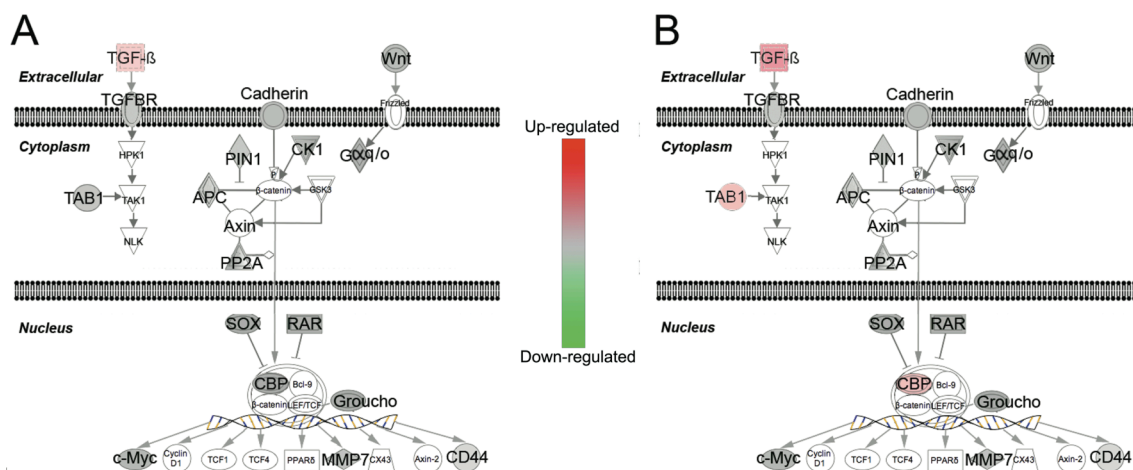 A
TGF-ß
Wnt
Extracellular
TGFBR
Cadherin
Frizzled
Cytoplasm
HPK1
PIN1
CK1
Gαq/o
P
TAB1
TAK1
APC
β-catenin
GSK3
Axin
NLK
PP2A
Nucleus
SOX
RAR
CBP
Bcl-9
β-catenin
LEF/TCF
Groucho
c-Myc
Cyclin
D1
TCF1
TCF4
PPARδ
MMP7
CX43
Axin-2
CD44
Up-regulated
Down-regulated
B
TGF-ß
Wnt
Extracellular
TGFBR
Cadherin
Frizzled
Cytoplasm
HPK1
PIN1
CK1
Gαq/o
P
TAB1
TAK1
APC
β-catenin
GSK3
Axin
NLK
PP2A
Nucleus
SOX
RAR
CBP
Bcl-9
β-catenin
LEF/TCF
Groucho
c-Myc
Cyclin
D1
TCF1
TCF4
PPARδ
MMP7
CX43
Axin-2
CD44